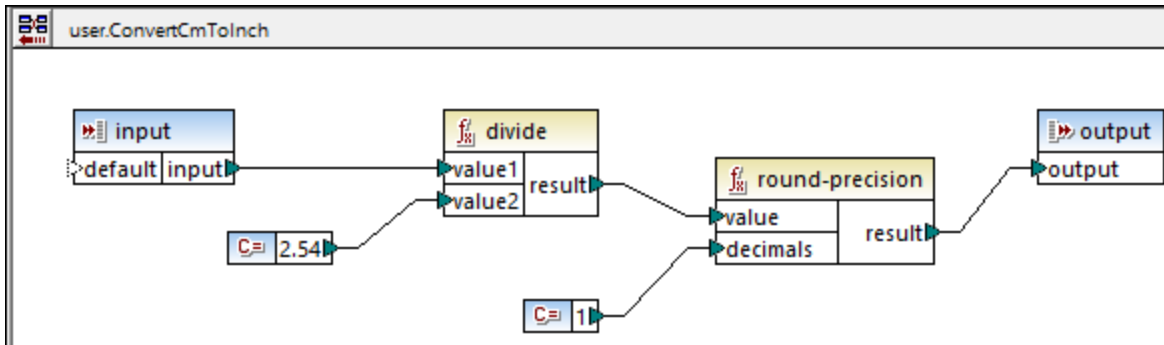 user.ConvertCmToInch
input
default input
divide
value1
value2
result
C= 2.54
round-precision
value
decimals
result
C= 1
output
output